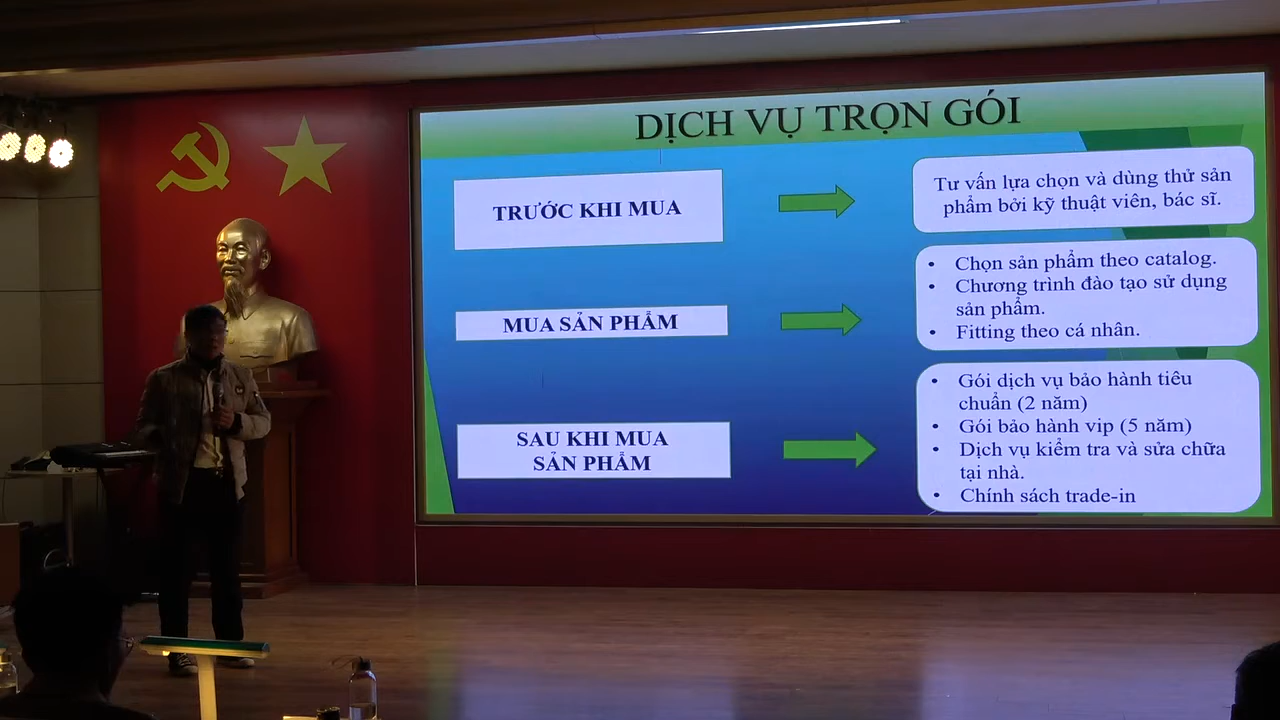 DỊCH VỤ TRỌN GÓI
TRƯỚC KHI MUA
Tư vấn lựa chọn và dùng thử sản
phẩm bởi kỹ thuật viên, bác sĩ.
MUA SẢN PHẨM
• Chọn sản phẩm theo catalog.
• Chương trình đào tạo sử dụng
sản phẩm.
• Fitting theo cá nhân.
SAU KHI MUA
SẢN PHẨM
• Gói dịch vụ bảo hành tiêu
chuẩn (2 năm)
• Gói bảo hành vip (5 năm)
• Dịch vụ kiểm tra và sửa chữa
tại nhà.
• Chính sách trade-in